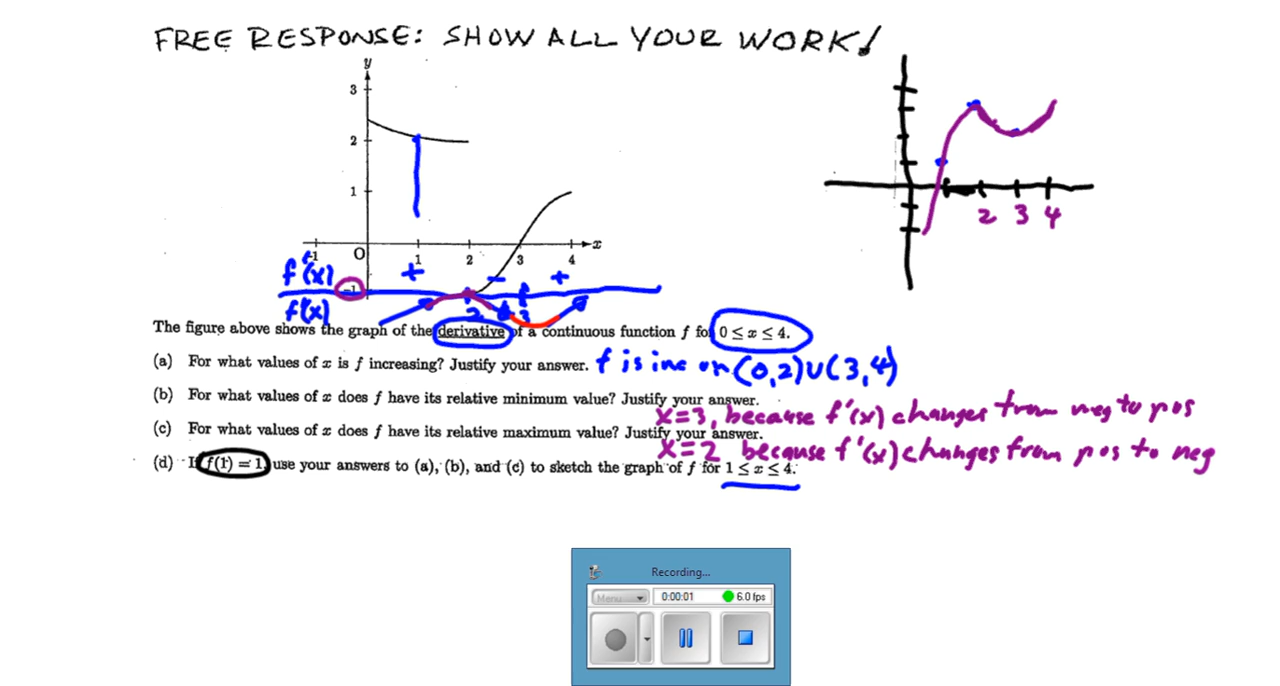 FREE RESPONSE: SHOW ALL YOUR WORK!
y
3
2
1
-1 O 1 2 3 4 x
2 3 4
f'(x) + - +
-1
f(x) 2 3
The figure above shows the graph of the derivative of a continuous function f for 0 ≤ x ≤ 4.
(a) For what values of x is f increasing? Justify your answer. f is inc on (0,2)∪(3,4)
(b) For what values of x does f have its relative minimum value? Justify your answer.
x=3, because f'(x) changes from neg to pos
(c) For what values of x does f have its relative maximum value? Justify your answer.
x=2 because f'(x) changes from pos to neg
(d) If f(1) = 1, use your answers to (a), (b), and (c) to sketch the graph of f for 1 ≤ x ≤ 4.
Recording...
Menu 0:00:01 6.0 fps